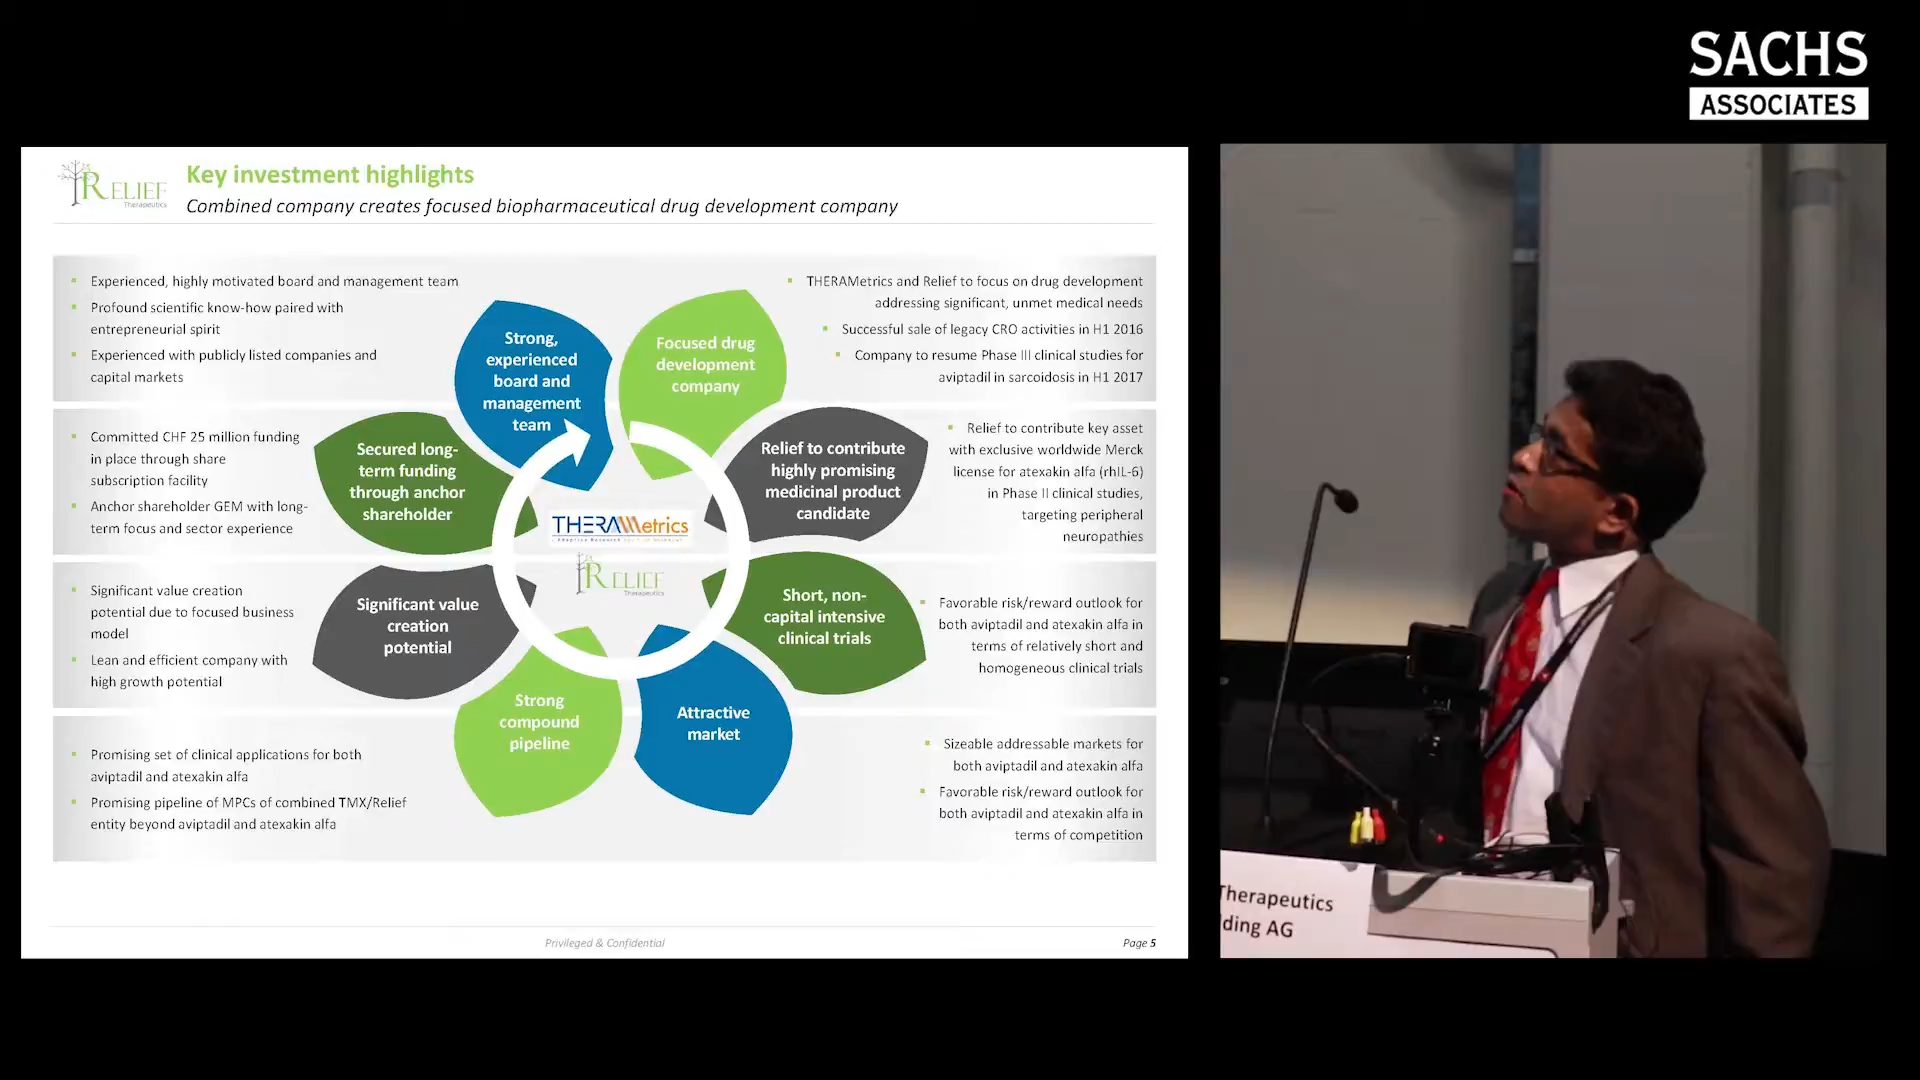 SACHS
ASSOCIATES
RELIEF
Therapeutics
Key investment highlights
Combined company creates focused biopharmaceutical drug development company
Experienced, highly motivated board and management team
Profound scientific know-how paired with
entrepreneurial spirit
Experienced with publicly listed companies and
capital markets
Strong,
experienced
board and
management
team
Focused drug
development
company
THERAMetrics and Relief to focus on drug development
addressing significant, unmet medical needs
Successful sale of legacy CRO activities in H1 2016
Company to resume Phase III clinical studies for
aviptadil in sarcoidosis in H1 2017
Committed CHF 25 million funding
in place through share
subscription facility
Anchor shareholder GEM with long-
term focus and sector experience
Secured long-
term funding
through anchor
shareholder
Relief to contribute
highly promising
medicinal product
candidate
Relief to contribute key asset
with exclusive worldwide Merck
license for atexakin alfa (rhIL-6)
in Phase II clinical studies,
targeting peripheral
neuropathies
THERAMetrics
RELIEF
Therapeutics
Significant value creation
potential due to focused business
model
Lean and efficient company with
high growth potential
Significant value
creation
potential
Short, non-
capital intensive
clinical trials
Favorable risk/reward outlook for
both aviptadil and atexakin alfa in
terms of relatively short and
homogeneous clinical trials
Promising set of clinical applications for both
aviptadil and atexakin alfa
Promising pipeline of MPCs of combined TMX/Relief
entity beyond aviptadil and atexakin alfa
Strong
compound
pipeline
Attractive
market
Sizeable addressable markets for
both aviptadil and atexakin alfa
Favorable risk/reward outlook for
both aviptadil and atexakin alfa in
terms of competition
Privileged & Confidential
Page 5
Therapeutics
lding AG